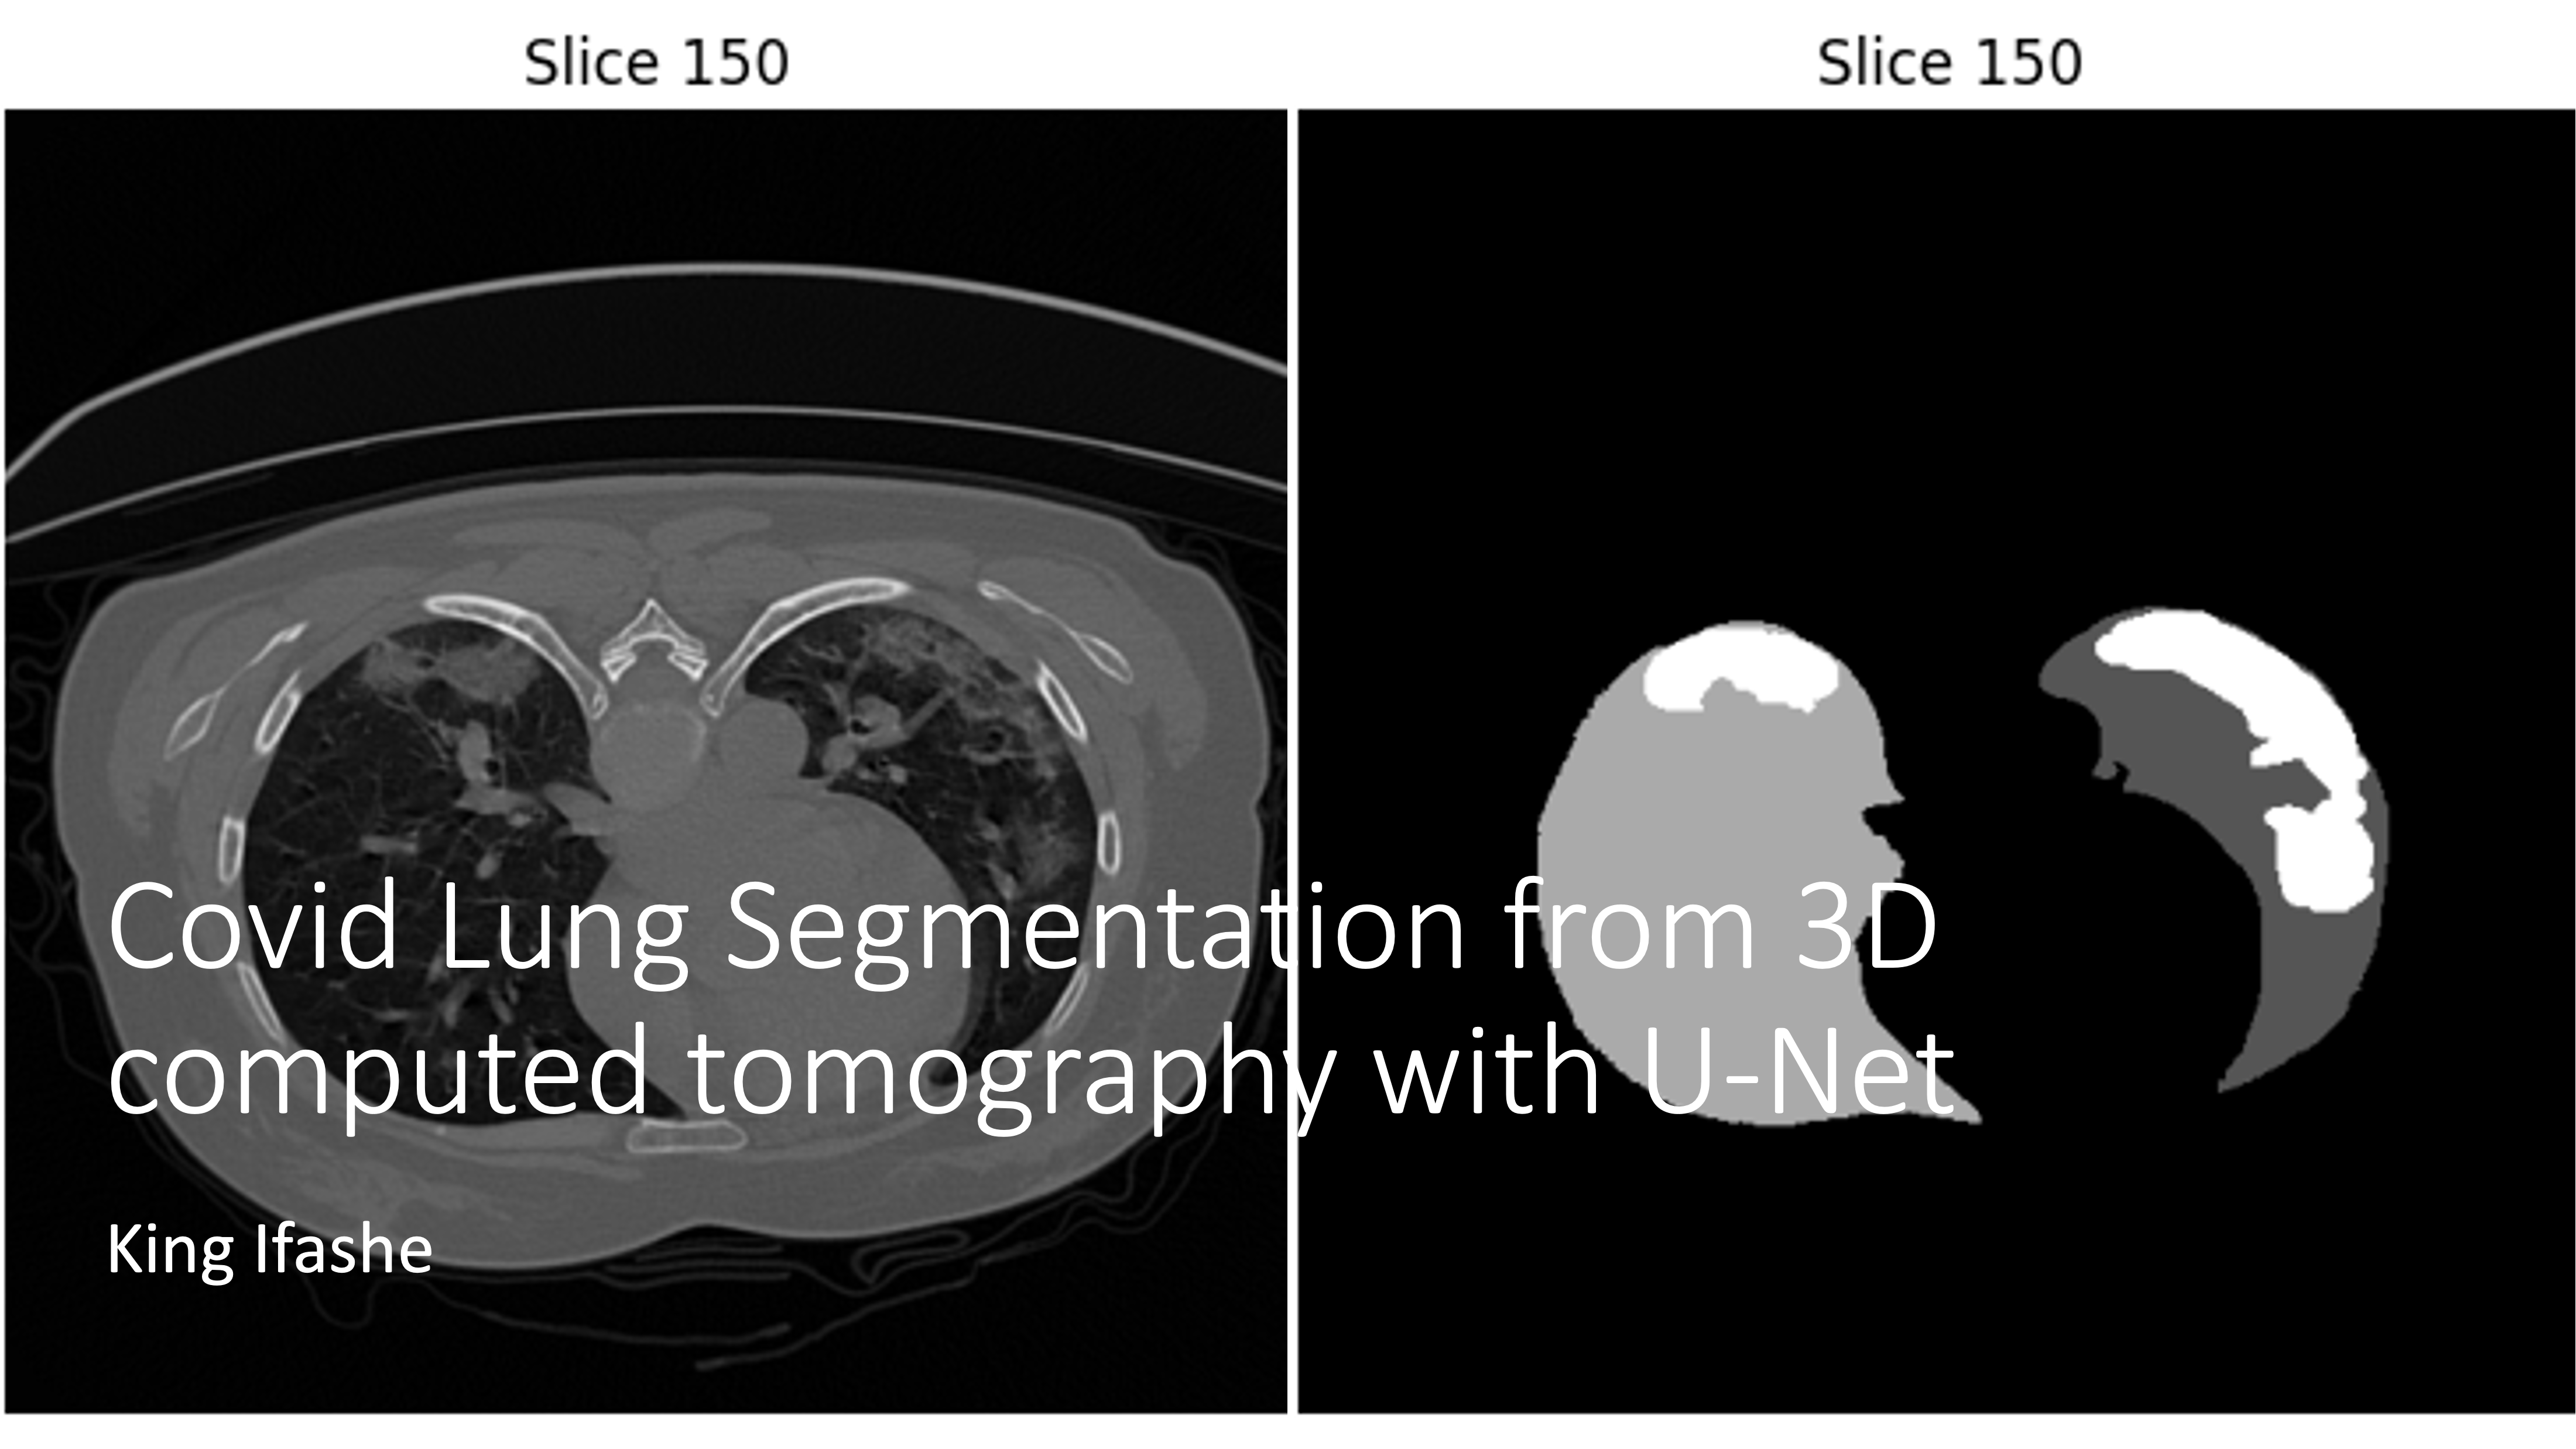 Slice 150
Slice 150
Covid Lung Segmentation from 3D
computed tomography with U-Net
King Ifashe